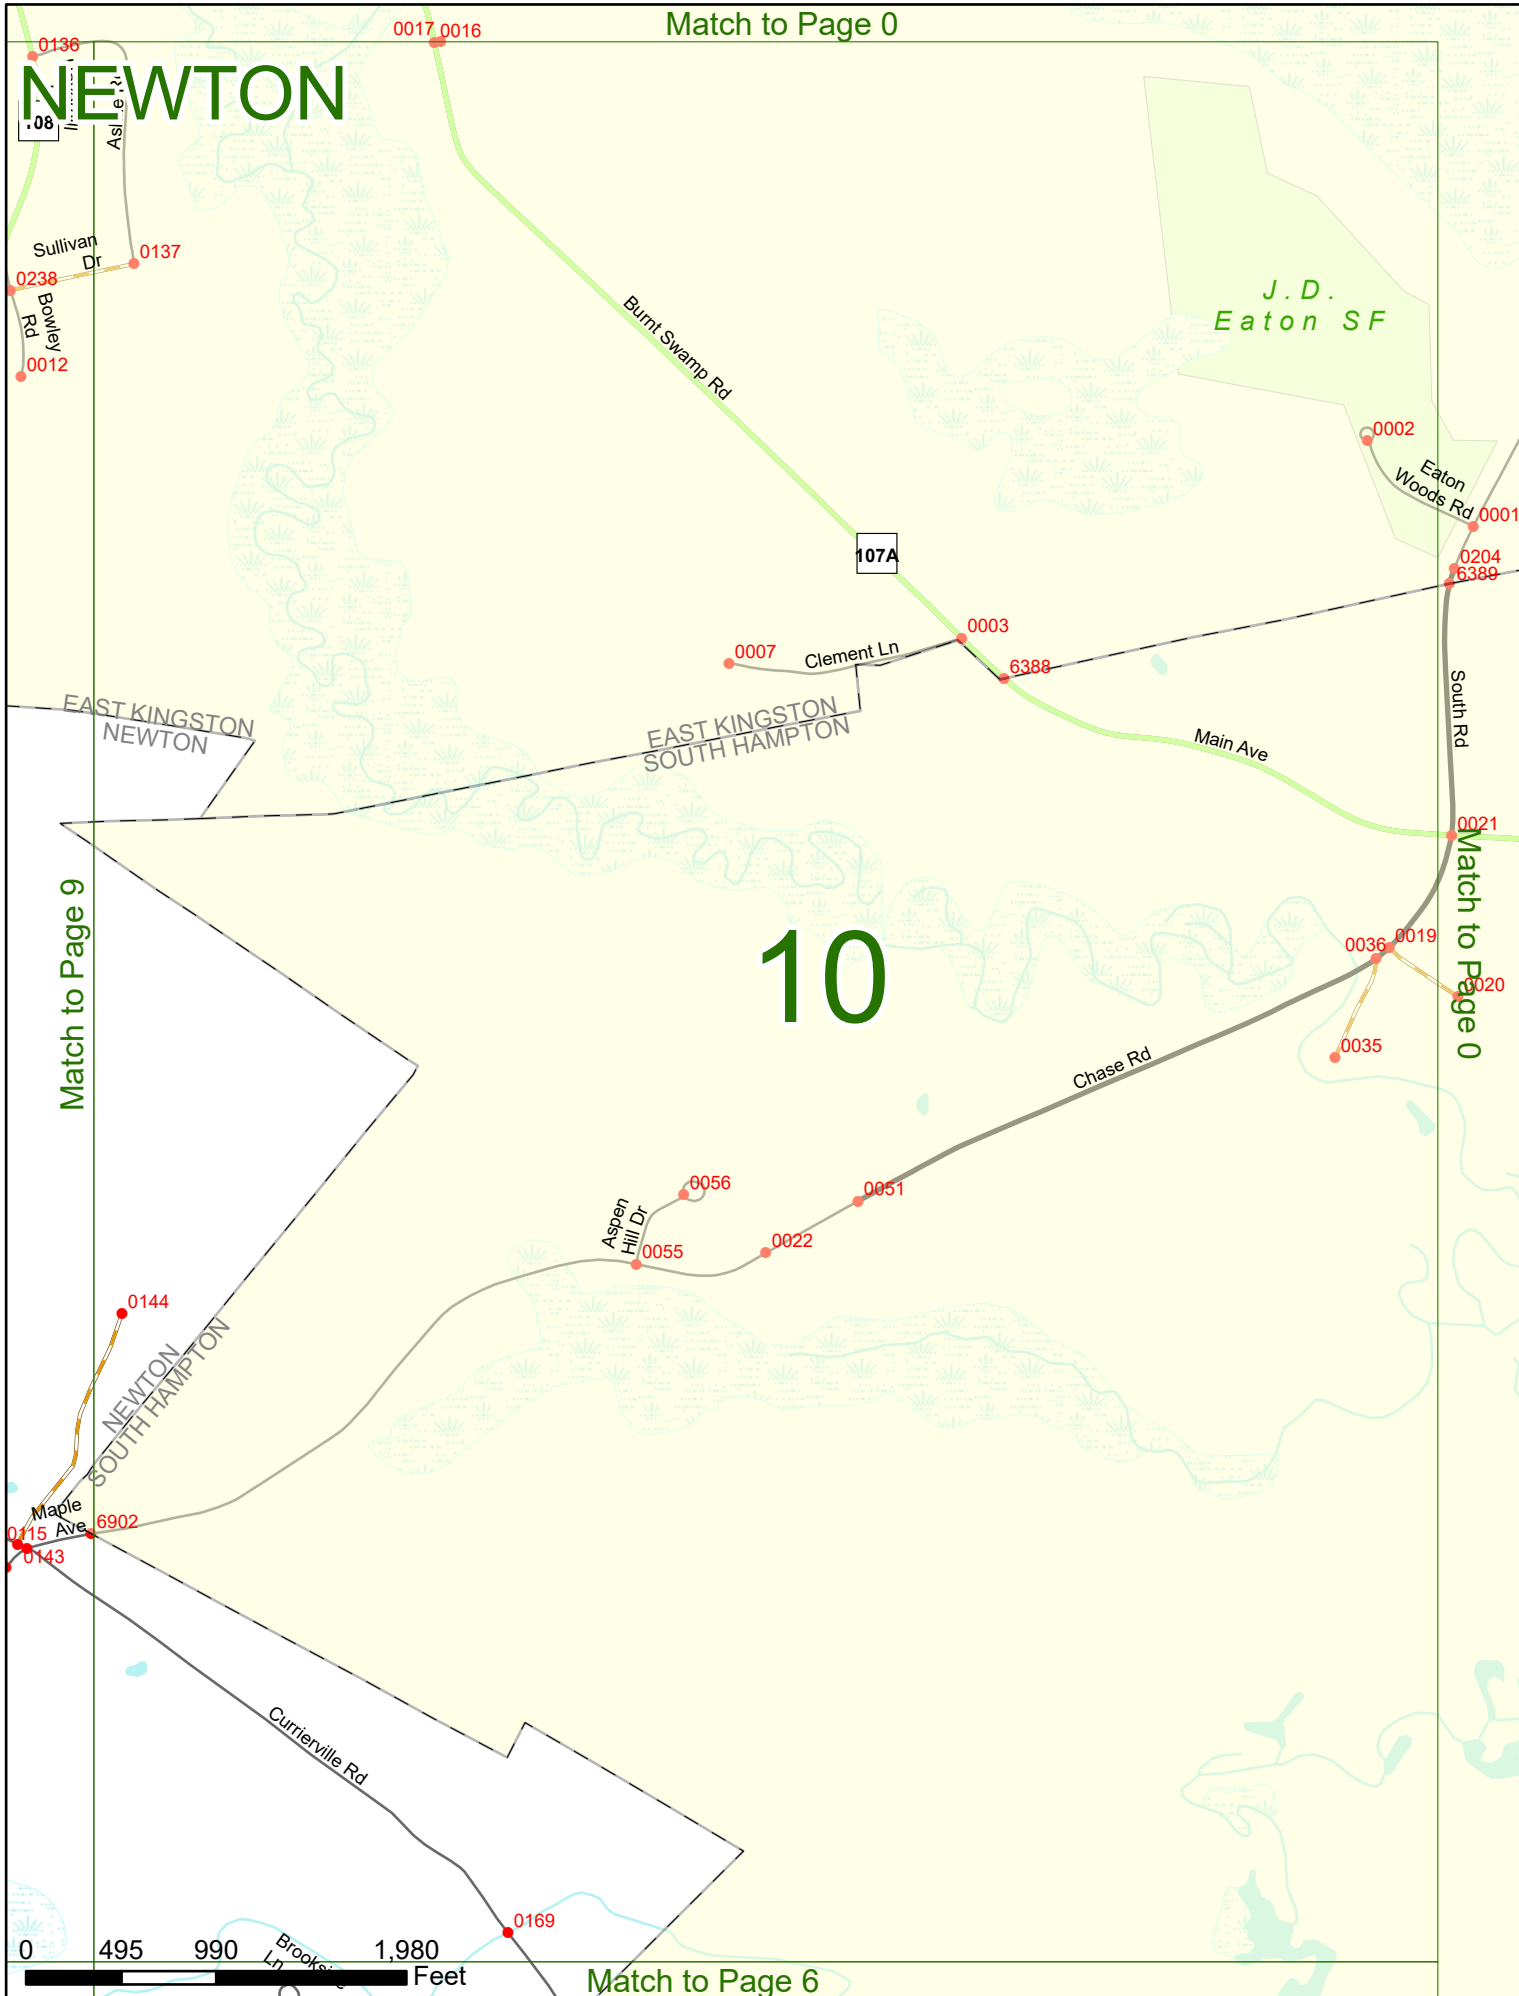 Match to Page 0
0017 0016
0136
NEWTON
108
Sullivan
Dr
0137
0238
Bowley
Rd
0012
Burnt Swamp Rd
J.D.
Eaton SF
0002
Eaton
Woods Rd
0001
107A
0204
6389
0003
0007
Clement Ln
6388
South Rd
EAST KINGSTON
NEWTON
EAST KINGSTON
SOUTH HAMPTON
Main Ave
0021
Match to Page 9
Match to Page 0
10
0036
0019
0020
0035
Chase Rd
0056
0051
Aspen
Hill Dr
0022
0055
0144
NEWTON
SOUTH HAMPTON
Maple
Ave
6902
0115
0143
Currierville Rd
0169
0 495 990 1,980
Feet
Ln
Match to Page 6